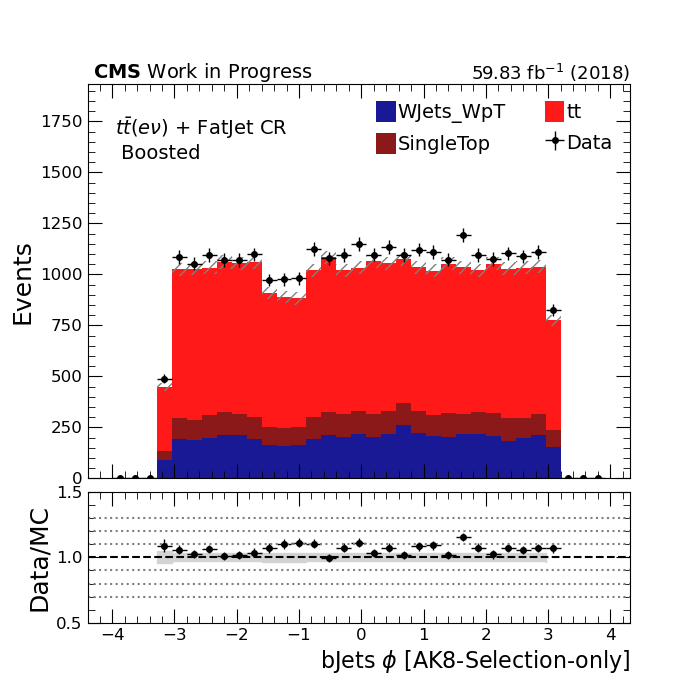 CMS Work in Progress 59.83 fb⁻¹ (2018)
tt̄(eν) + FatJet CR
Boosted
WJets_WpT tt
SingleTop Data
Events
1750
1500
1250
1000
750
500
250
0
Data/MC
1.5
1.0
0.5
−4 −3 −2 −1 0 1 2 3 4
bJets ϕ [AK8-Selection-only]